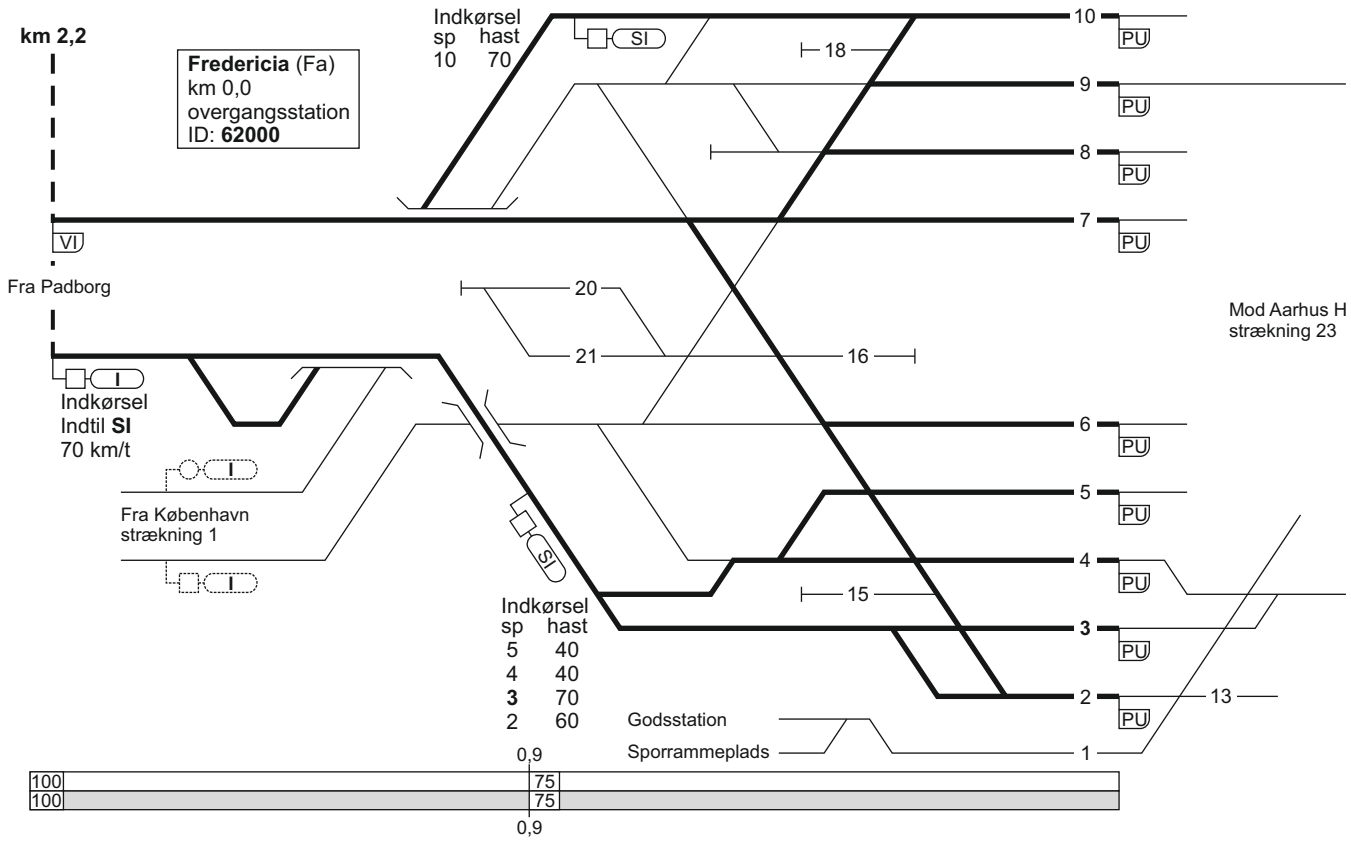 km 2,2
Fredericia (Fa)
km 0,0
overgangsstation
ID: 62000
Indkørsel
sp hast
10 70
SI
10
PU
18
9
PU
8
PU
7
PU
VI
Fra Padborg
20
21
16
Mod Aarhus H
strækning 23
I
Indkørsel
Indtil SI
70 km/t
6
PU
I
Fra København
strækning 1
I
5
PU
SI
4
PU
15
Indkørsel
sp hast
5 40
4 40
3 70
2 60
3
PU
2
PU
13
Godsstation
Sporrammeplads
1
0,9
100 75
100 75
0,9